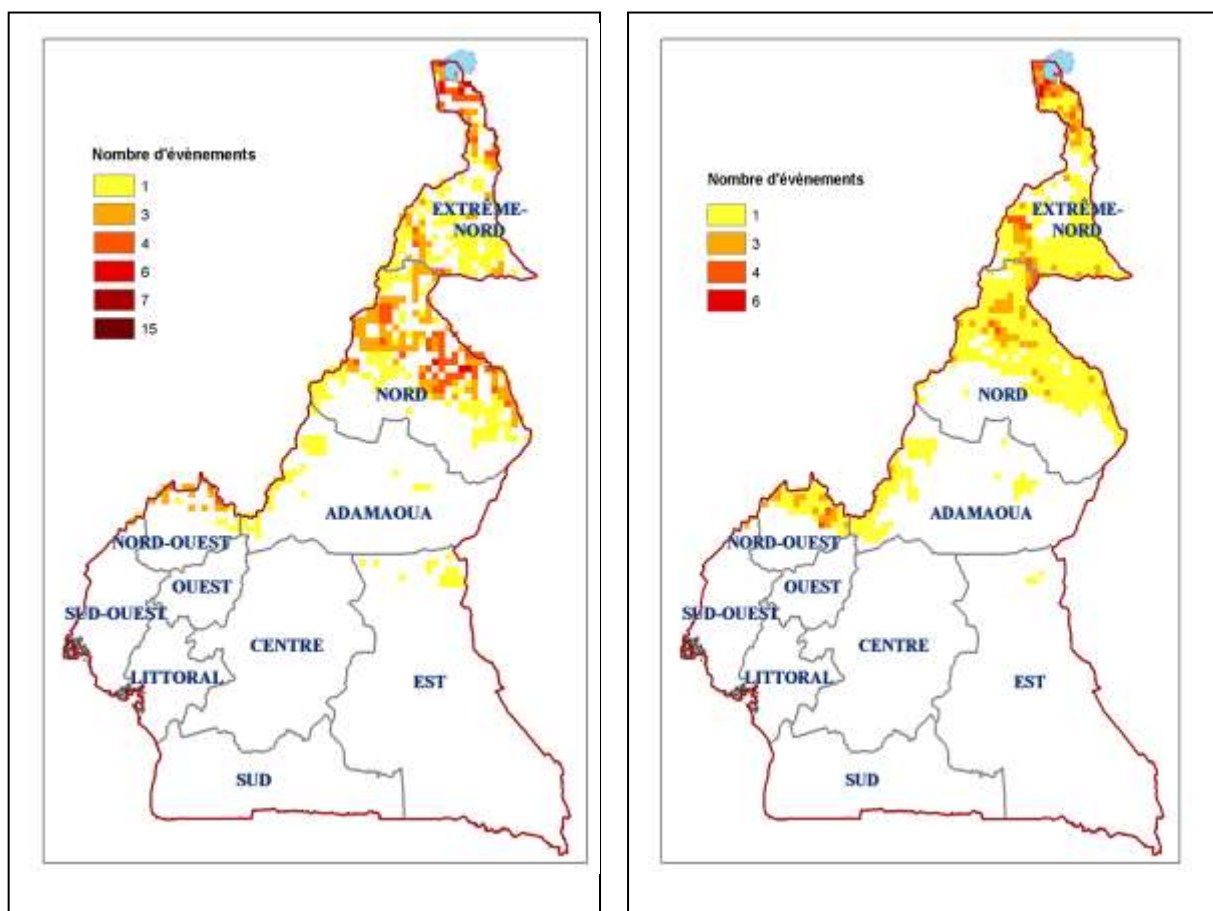 Nombre d'évènements
1
3
4
6
7
15
EXTRÊME-
NORD
NORD
ADAMAOUA
NORD-OUEST
OUEST
SUD-OUEST
CENTRE
LITTORAL
EST
SUD
Nombre d'évènements
1
3
4
6
EXTRÊME-
NORD
NORD
ADAMAOUA
NORD-OUEST
OUEST
SUD-OUEST
CENTRE
LITTORAL
EST
SUD